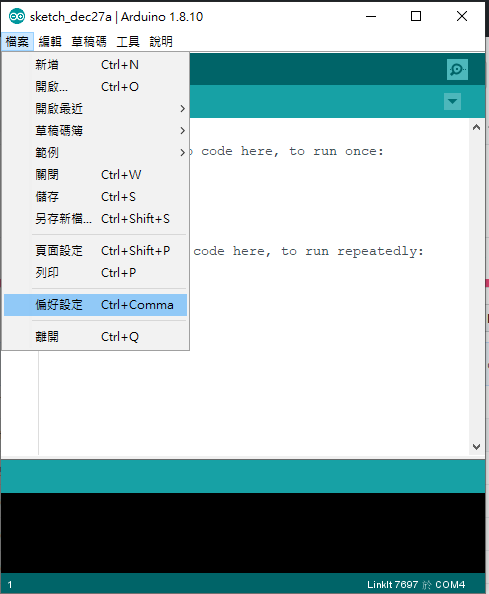 sketch_dec27a | Arduino 1.8.10
檔案 編輯 草稿碼 工具 說明
新增 Ctrl+N
開啟... Ctrl+O
開啟最近
草稿碼簿
範例
關閉 Ctrl+W
儲存 Ctrl+S
另存新檔... Ctrl+Shift+S
頁面設定 Ctrl+Shift+P
列印 Ctrl+P
偏好設定 Ctrl+Comma
離開 Ctrl+Q
code here, to run once:
code here, to run repeatedly:
1 LinkIt 7697 於 COM4